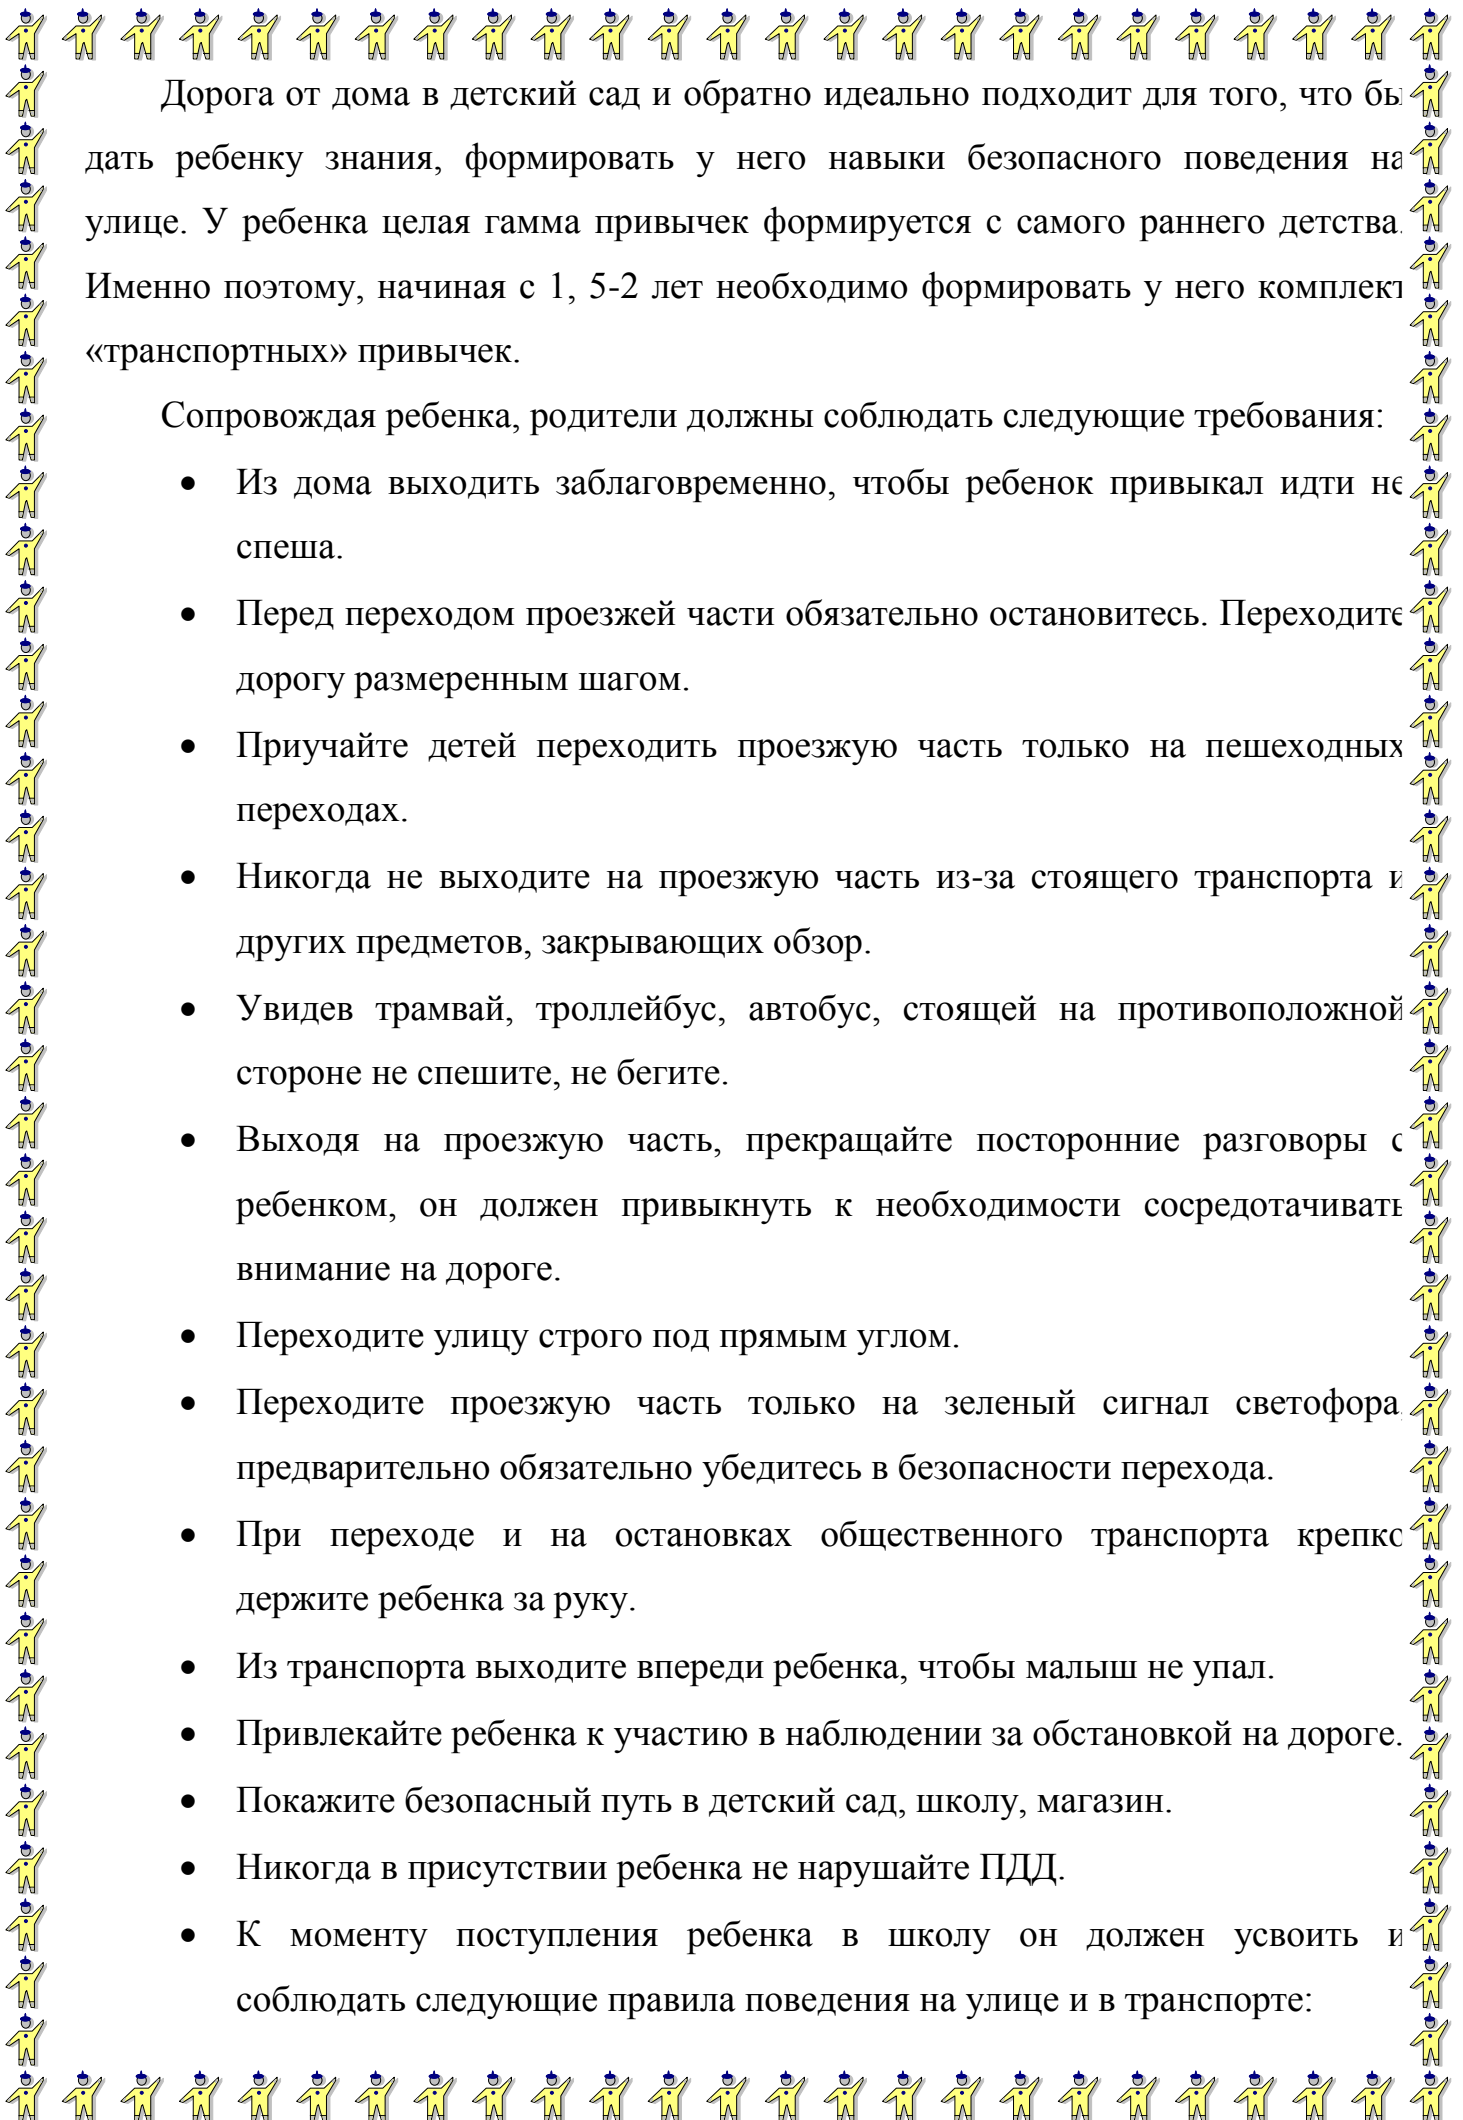 Дорога от дома в детский сад и обратно идеально подходит для того, что бы
дать ребенку знания, формировать у него навыки безопасного поведения на
улице. У ребенка целая гамма привычек формируется с самого раннего детства.
Именно поэтому, начиная с 1, 5-2 лет необходимо формировать у него комплект
«транспортных» привычек.
Сопровождая ребенка, родители должны соблюдать следующие требования:
• Из дома выходить заблаговременно, чтобы ребенок привыкал идти не
спеша.
• Перед переходом проезжей части обязательно остановитесь. Переходите
дорогу размеренным шагом.
• Приучайте детей переходить проезжую часть только на пешеходных
переходах.
• Никогда не выходите на проезжую часть из-за стоящего транспорта и
других предметов, закрывающих обзор.
• Увидев трамвай, троллейбус, автобус, стоящей на противоположной
стороне не спешите, не бегите.
• Выходя на проезжую часть, прекращайте посторонние разговоры с
ребенком, он должен привыкнуть к необходимости сосредотачивать
внимание на дороге.
• Переходите улицу строго под прямым углом.
• Переходите проезжую часть только на зеленый сигнал светофора,
предварительно обязательно убедитесь в безопасности перехода.
• При переходе и на остановках общественного транспорта крепко
держите ребенка за руку.
• Из транспорта выходите впереди ребенка, чтобы малыш не упал.
• Привлекайте ребенка к участию в наблюдении за обстановкой на дороге.
• Покажите безопасный путь в детский сад, школу, магазин.
• Никогда в присутствии ребенка не нарушайте ПДД.
• К моменту поступления ребенка в школу он должен усвоить и
соблюдать следующие правила поведения на улице и в транспорте: